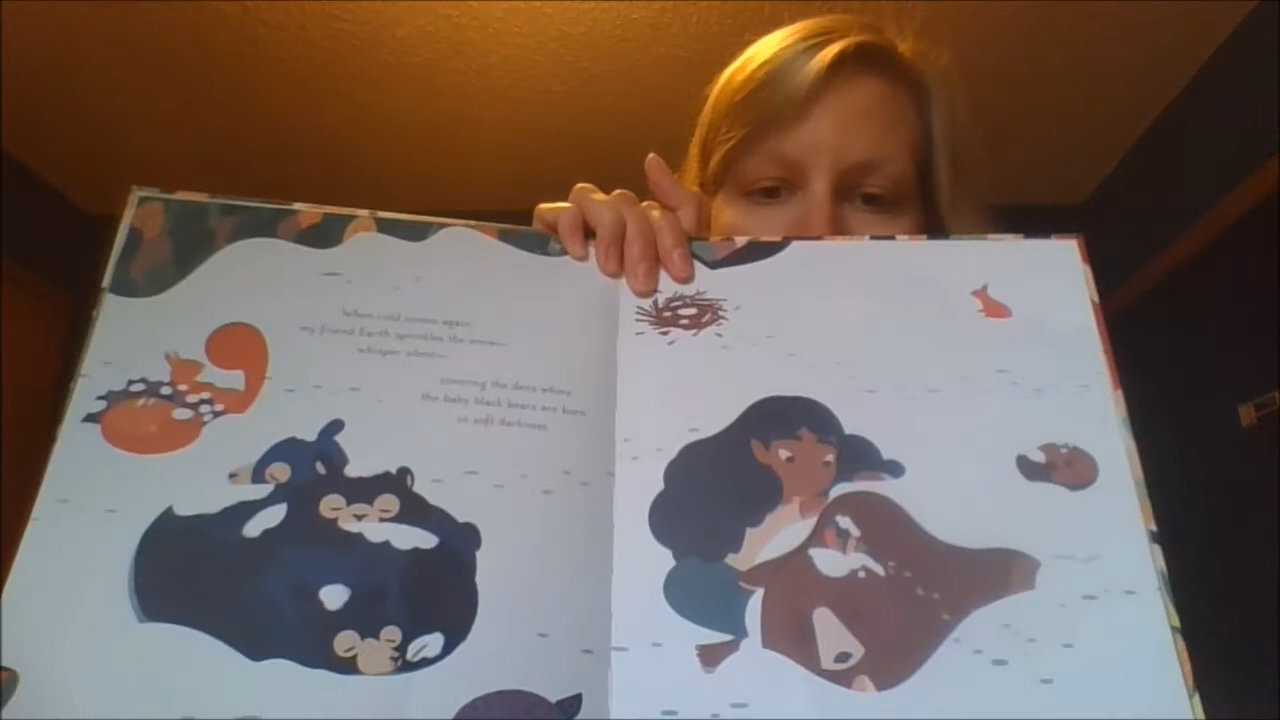 When cold comes again,
my friend Earth sprinkles the snow—
whisper silent—
covering the dens where
the baby black bears are born
in soft darkness.